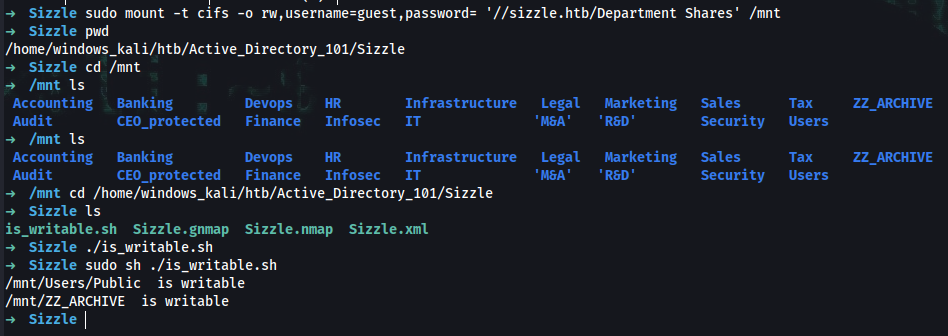 ➜ Sizzle sudo mount -t cifs -o rw,username=guest,password= '//sizzle.htb/Department Shares' /mnt
➜ Sizzle pwd
/home/windows_kali/htb/Active_Directory_101/Sizzle
➜ Sizzle cd /mnt
➜ /mnt ls
Accounting Banking Devops HR Infrastructure Legal Marketing Sales Tax ZZ_ARCHIVE
Audit CEO_protected Finance Infosec IT 'M&A' 'R&D' Security Users
➜ /mnt ls
Accounting Banking Devops HR Infrastructure Legal Marketing Sales Tax ZZ_ARCHIVE
Audit CEO_protected Finance Infosec IT 'M&A' 'R&D' Security Users
➜ /mnt cd /home/windows_kali/htb/Active_Directory_101/Sizzle
➜ Sizzle ls
is_writable.sh Sizzle.gnmap Sizzle.nmap Sizzle.xml
➜ Sizzle ./is_writable.sh
➜ Sizzle sudo sh ./is_writable.sh
/mnt/Users/Public is writable
/mnt/ZZ_ARCHIVE is writable
➜ Sizzle